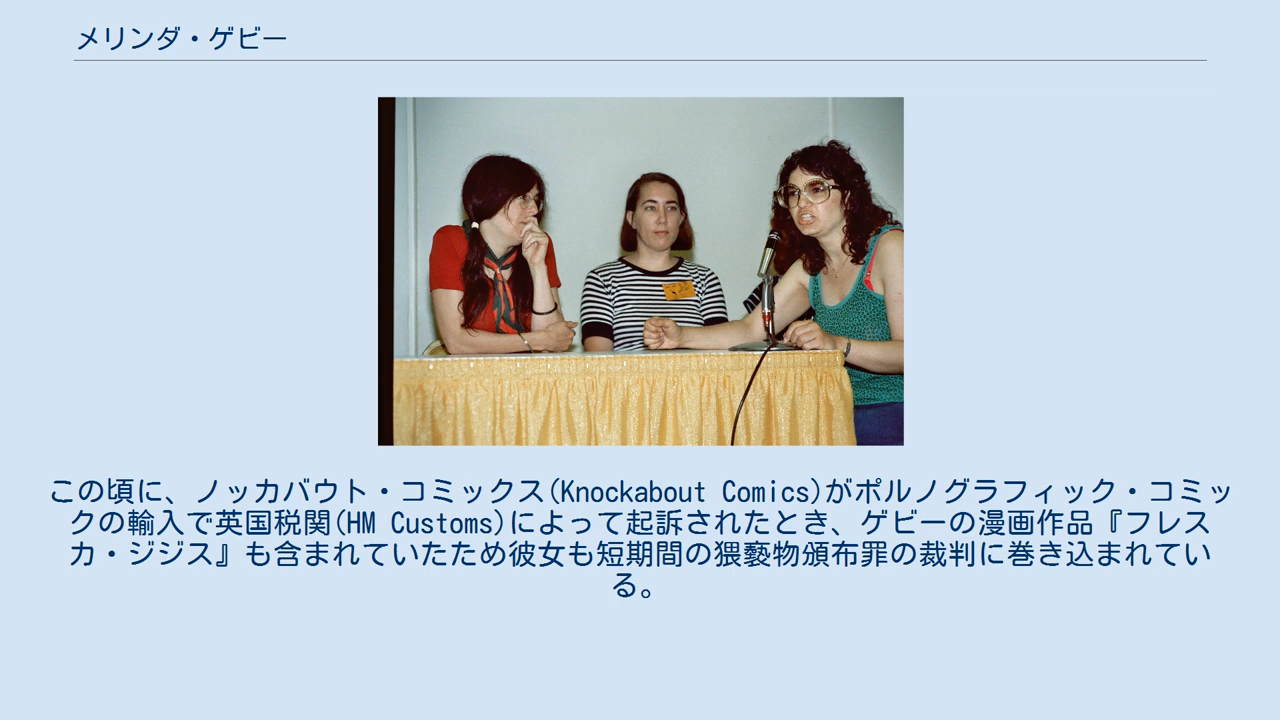 メリンダ・ゲビー
この頃に、ノッカバウト・コミックス(Knockabout Comics)がポルノグラフィック・コミッ
クの輸入で英国税関(HM Customs)によって起訴されたとき、ゲビーの漫画作品『フレス
カ・ジジス』も含まれていたため彼女も短期間の猥褻物頒布罪の裁判に巻き込まれてい
る。